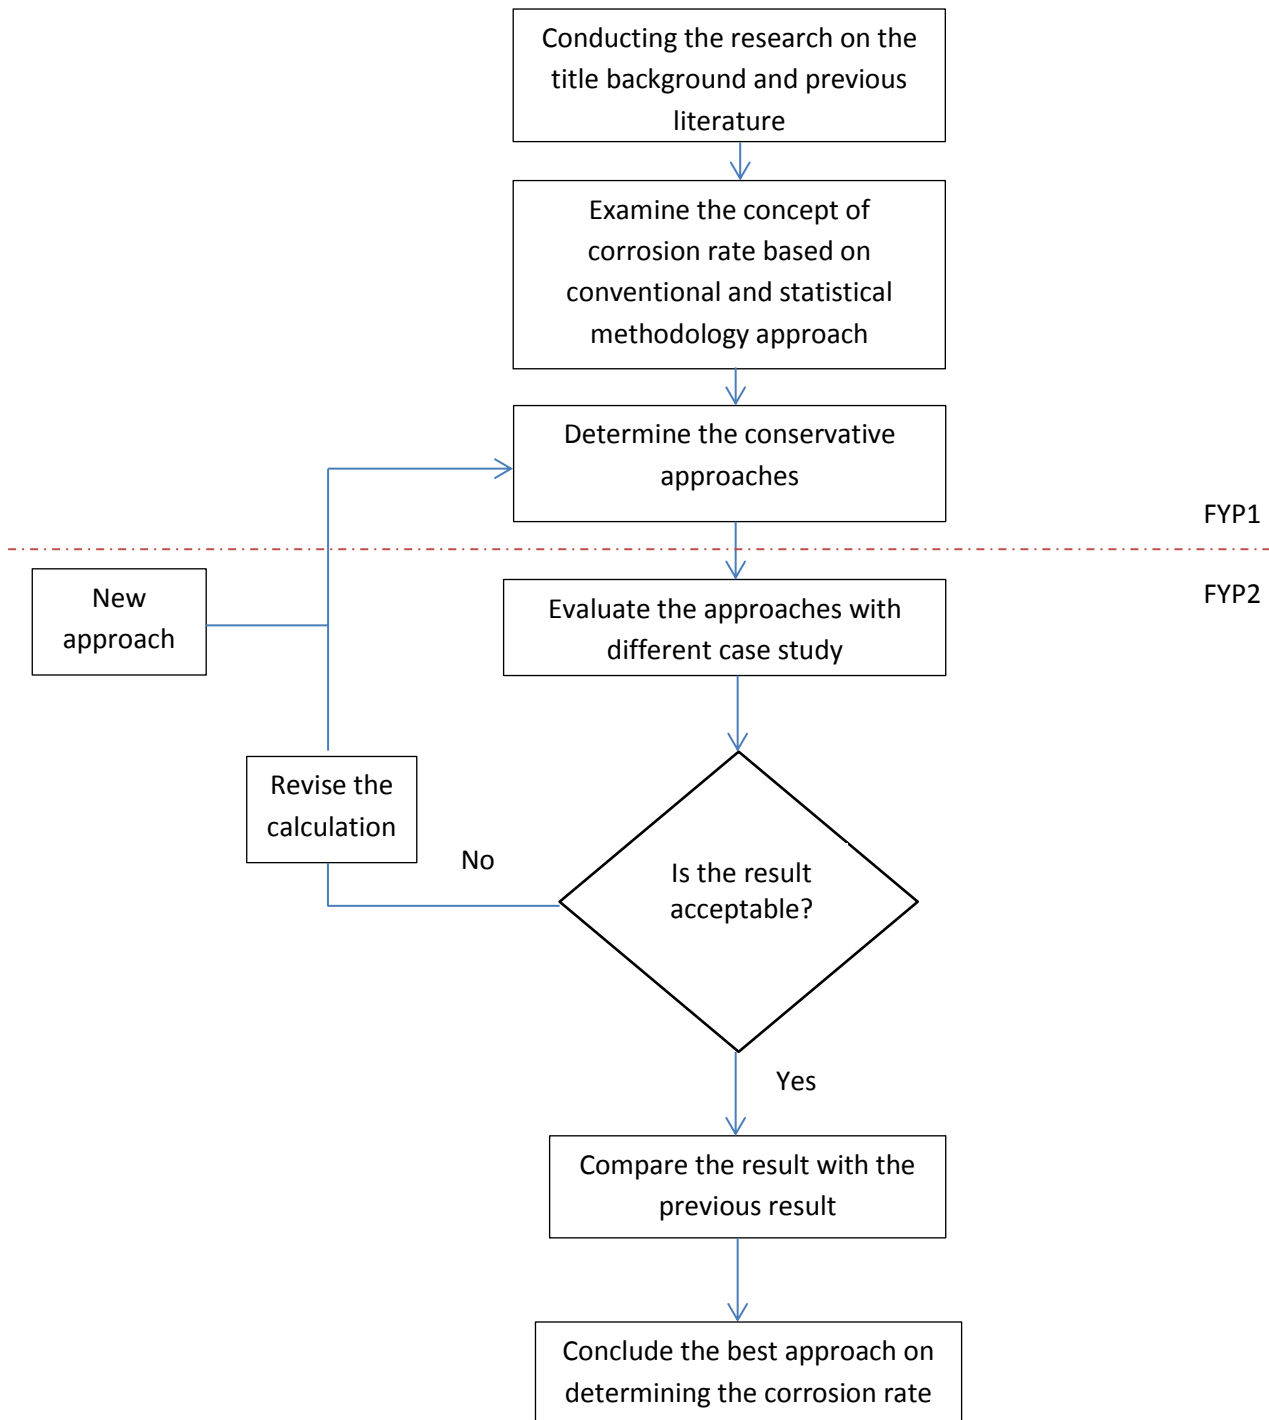 Conducting the research on the
title background and previous
literature
Examine the concept of
corrosion rate based on
conventional and statistical
methodology approach
Determine the conservative
approaches
FYP1
FYP2
New
approach
Evaluate the approaches with
different case study
Revise the
calculation
No
Is the result
acceptable?
Yes
Compare the result with the
previous result
Conclude the best approach on
determining the corrosion rate